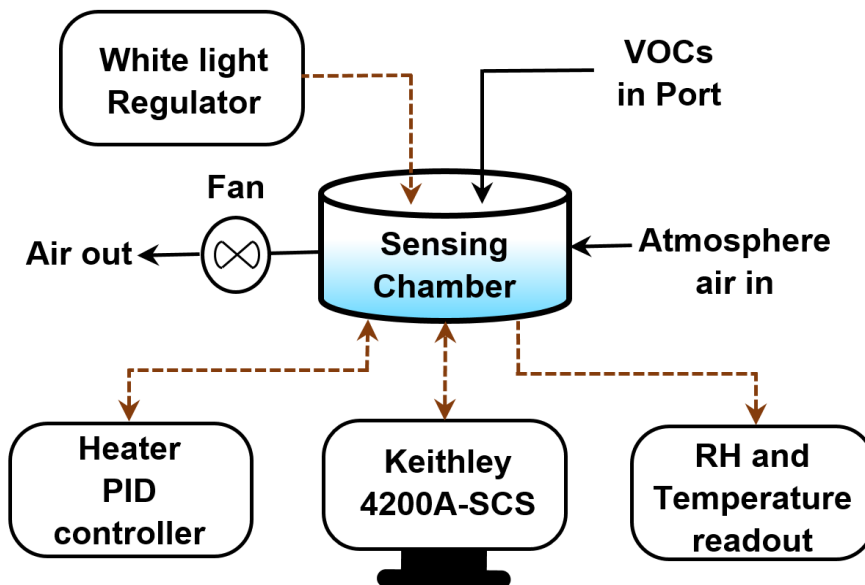 White light
Regulator
VOCs
in Port
Fan
Air out
Sensing
Chamber
Atmosphere
air in
Heater
PID
controller
Keithley
4200A-SCS
RH and
Temperature
readout